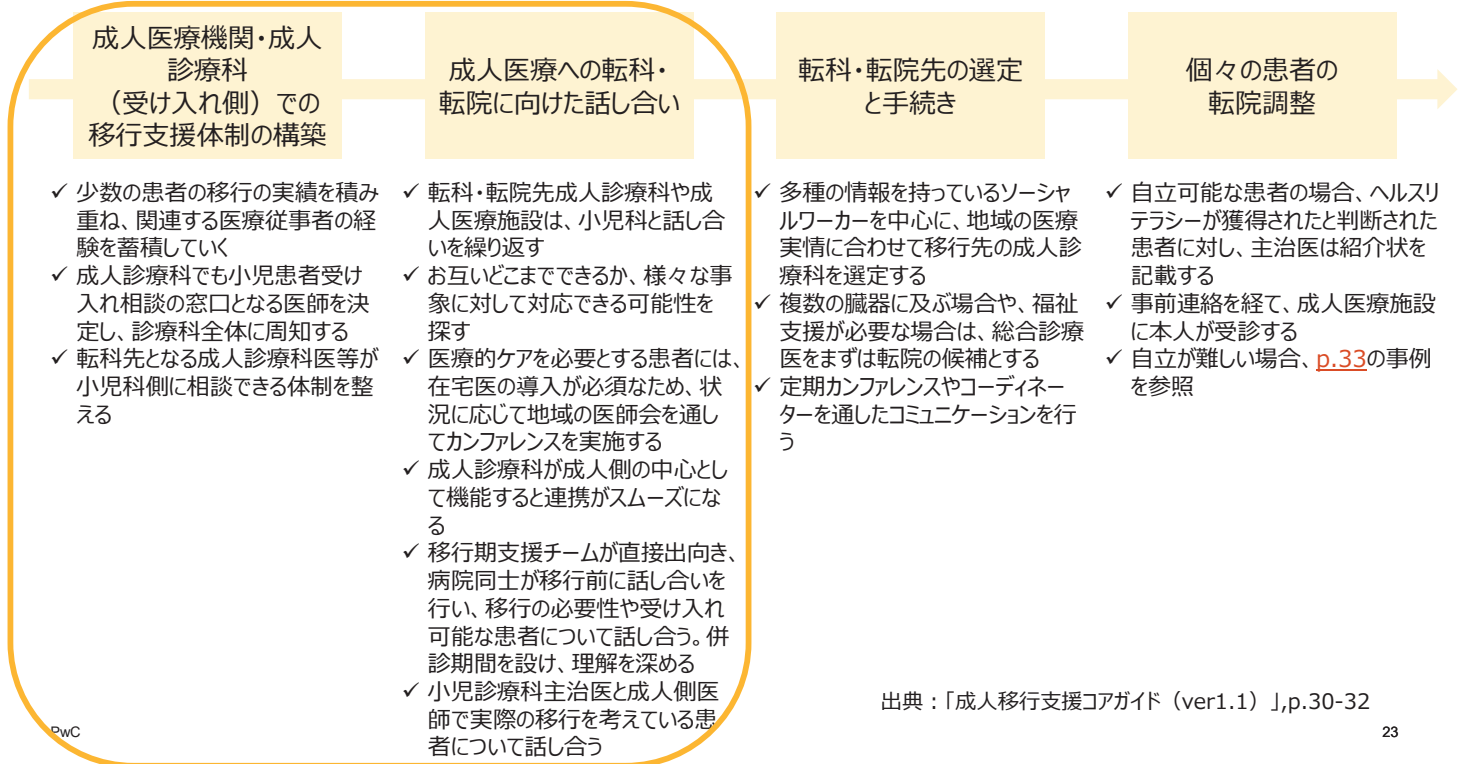 成人医療機関・成人
診療科
（受け入れ側）での
移行支援体制の構築
✓ 少数の患者の移行の実績を積み
重ね、関連する医療従事者の経
験を蓄積していく
✓ 成人診療科でも小児患者受け
入れ相談の窓口となる医師を決
定し、診療科全体に周知する
✓ 転科先となる成人診療科医等が
小児科側に相談できる体制を整
える
成人医療への転科・
転院に向けた話し合い
✓ 転科・転院先成人診療科や成
人医療施設は、小児科と話し合
いを繰り返す
✓ お互いどこまでできるか、様々な事
象に対して対応できる可能性を
探す
✓ 医療的ケアを必要とする患者には、
在宅医の導入が必須なため、状
況に応じて地域の医師会を通し
てカンファレンスを実施する
✓ 成人診療科が成人側の中心とし
て機能すると連携がスムーズにな
る
✓ 移行期支援チームが直接出向き、
病院同士が移行前に話し合いを
行い、移行の必要性や受け入れ
可能な患者について話し合う。併
診期間を設け、理解を深める
✓ 小児診療科主治医と成人側医
師で実際の移行を考えている患
者について話し合う
転科・転院先の選定
と手続き
✓ 多種の情報を持っているソーシャ
ルワーカーを中心に、地域の医療
実情に合わせて移行先の成人診
療科を選定する
✓ 複数の臓器に及ぶ場合や、福祉
支援が必要な場合は、総合診療
医をまずは転院の候補とする
✓ 定期カンファレンスやコーディネー
ターを通したコミュニケーションを行
う
個々の患者の
転院調整
✓ 自立可能な患者の場合、ヘルスリ
テラシーが獲得されたと判断された
患者に対し、主治医は紹介状を
記載する
✓ 事前連絡を経て、成人医療施設
に本人が受診する
✓ 自立が難しい場合、p.33の事例
を参照
出典：「成人移行支援コアガイド（ver1.1）」,p.30-32
PwC
23